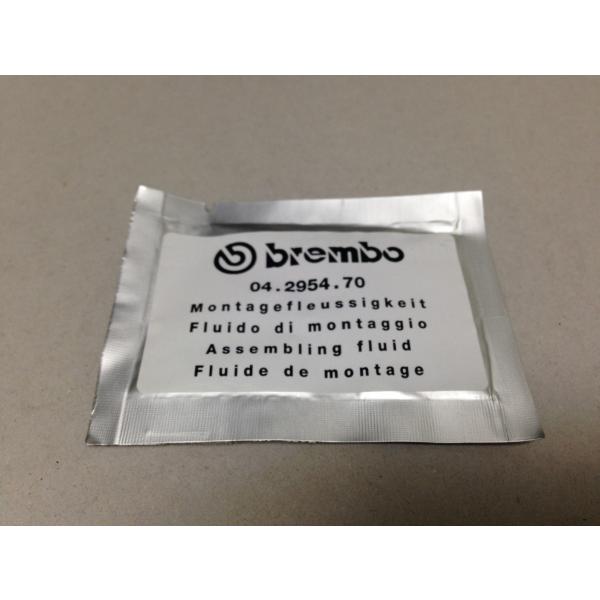 brembo
04.2954.70
Montagefleussigkeit
Fluido di montaggio
Assembling fluid
Fluide de montage